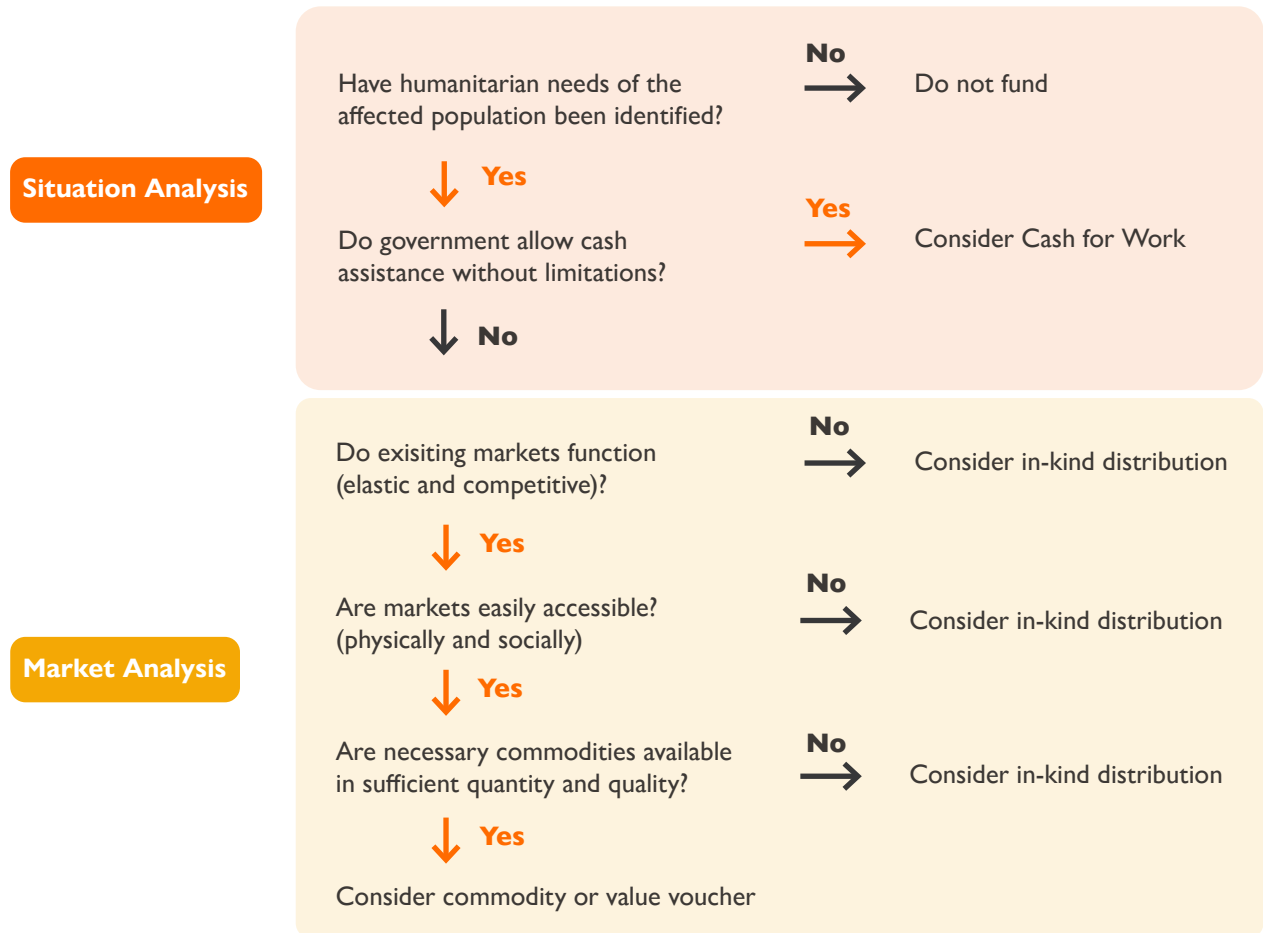 No
Have humanitarian needs of the
affected population been identified?
Do not fund
Situation Analysis
Yes
Yes
Do government allow cash
assistance without limitations?
Consider Cash for Work
No
No
Do exisiting markets function
(elastic and competitive)?
Consider in-kind distribution
Yes
No
Are markets easily accessible?
(physically and socially)
Consider in-kind distribution
Market Analysis
Yes
No
Are necessary commodities available
in sufficient quantity and quality?
Consider in-kind distribution
Yes
Consider commodity or value voucher